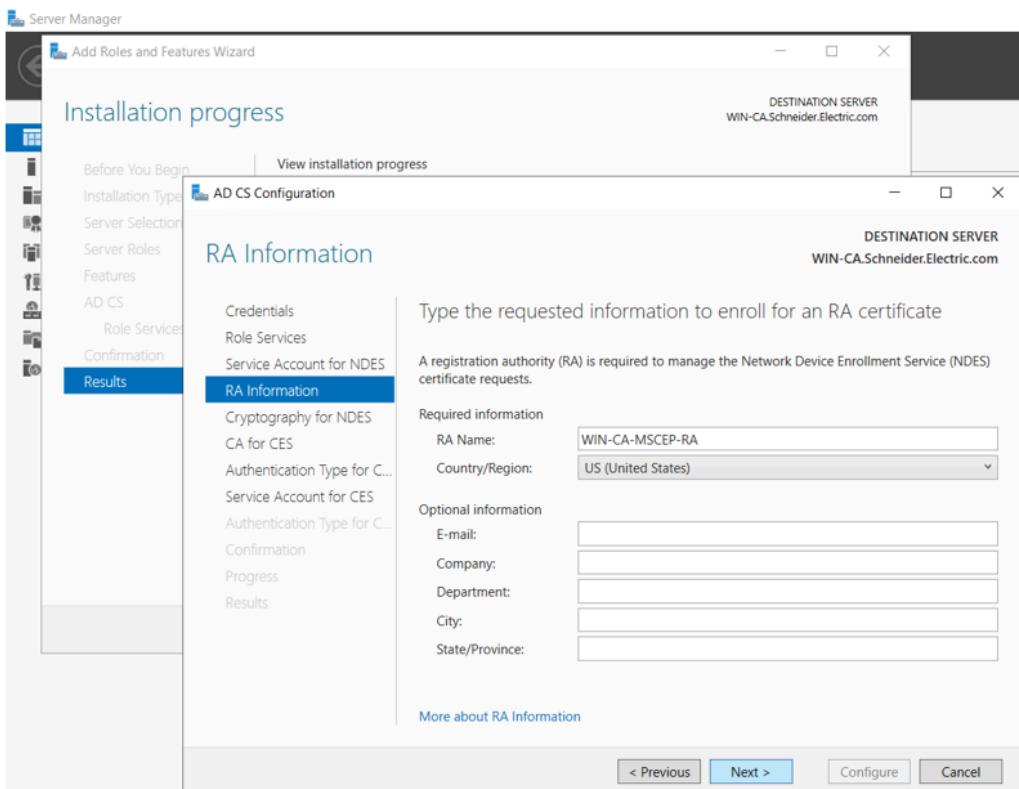 Server Manager
Add Roles and Features Wizard
Installation progress
DESTINATION SERVER
WIN-CA.Schneider.Electric.com
Before You Begin
Installation Type
Server Selection
Server Roles
Features
AD CS
Role Services
Confirmation
Results
View installation progress
AD CS Configuration
RA Information
DESTINATION SERVER
WIN-CA.Schneider.Electric.com
Credentials
Role Services
Service Account for NDES
RA Information
Cryptography for NDES
CA for CES
Authentication Type for C...
Service Account for CES
Authentication Type for C...
Confirmation
Progress
Results
Type the requested information to enroll for an RA certificate
A registration authority (RA) is required to manage the Network Device Enrollment Service (NDES)
certificate requests.
Required information
RA Name: WIN-CA-MSCEP-RA
Country/Region: US (United States)
Optional information
E-mail:
Company:
Department:
City:
State/Province:
More about RA Information
< Previous Next > Configure Cancel